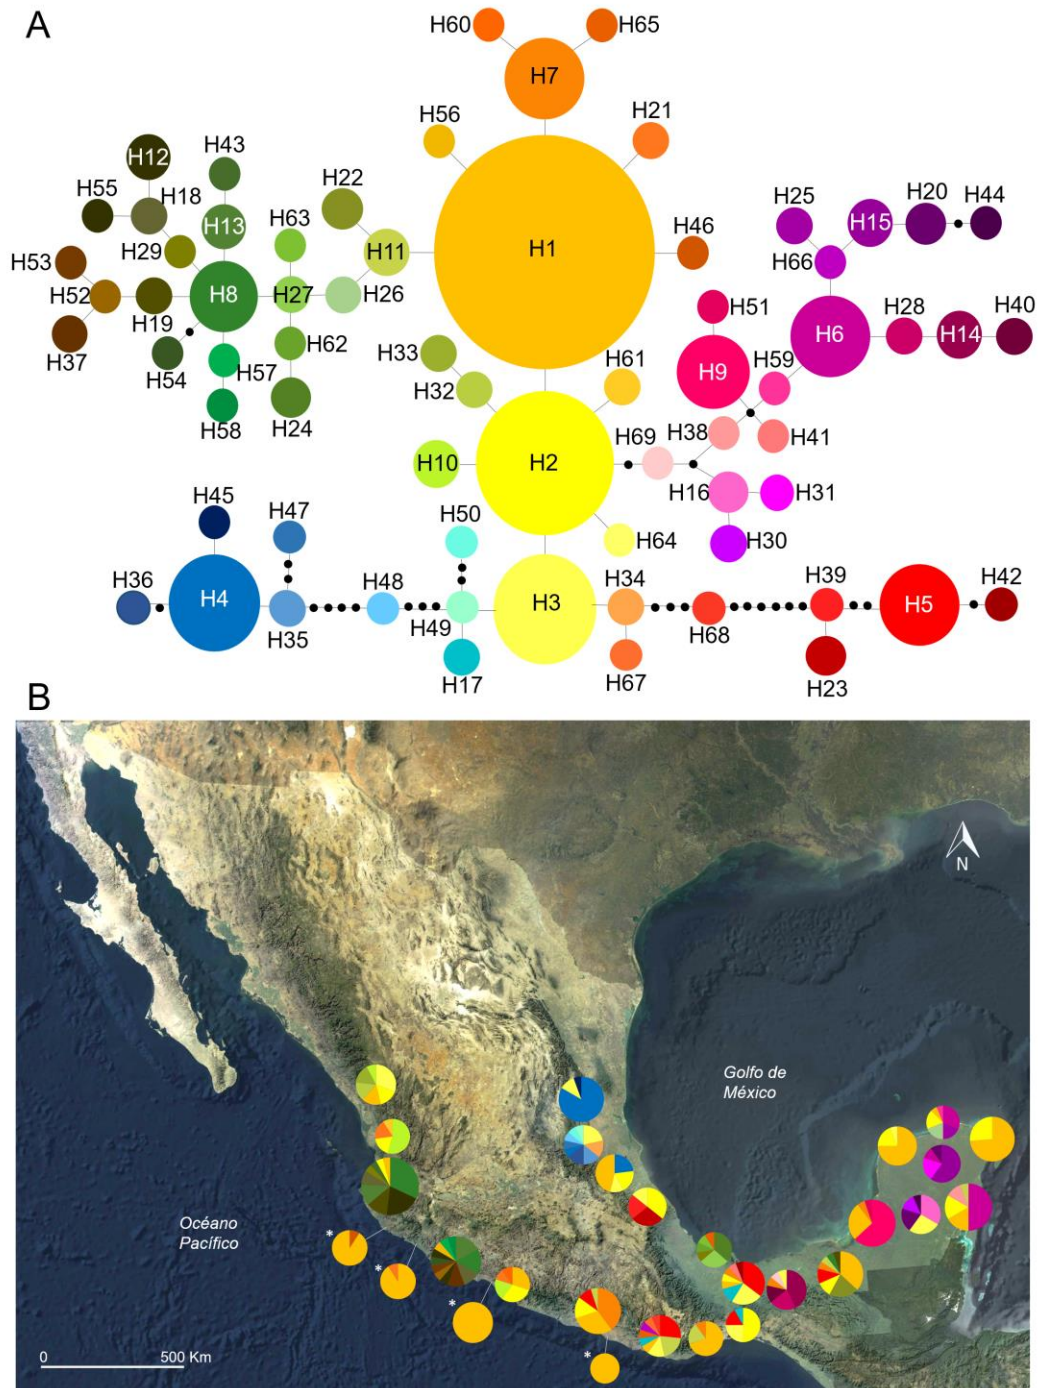 A
H60
H65
H7
H56
H21
H12
H43
H22
H25
H20
H44
H55
H18
H13
H63
H15
H11
H1
H46
H29
H66
H53
H52
H8
H27
H26
H51
H28
H40
H19
H6
H14
H37
H54
H57
H62
H33
H61
H9
H59
H32
H58
H24
H69
H38
H41
H10
H2
H16
H31
H45
H47
H50
H64
H30
H36
H4
H48
H3
H34
H39
H5
H42
H35
H49
H68
H17
H67
H23
B
N
Golfo de
México
Océano
Pacífico
*
*
*
*
0 500 Km